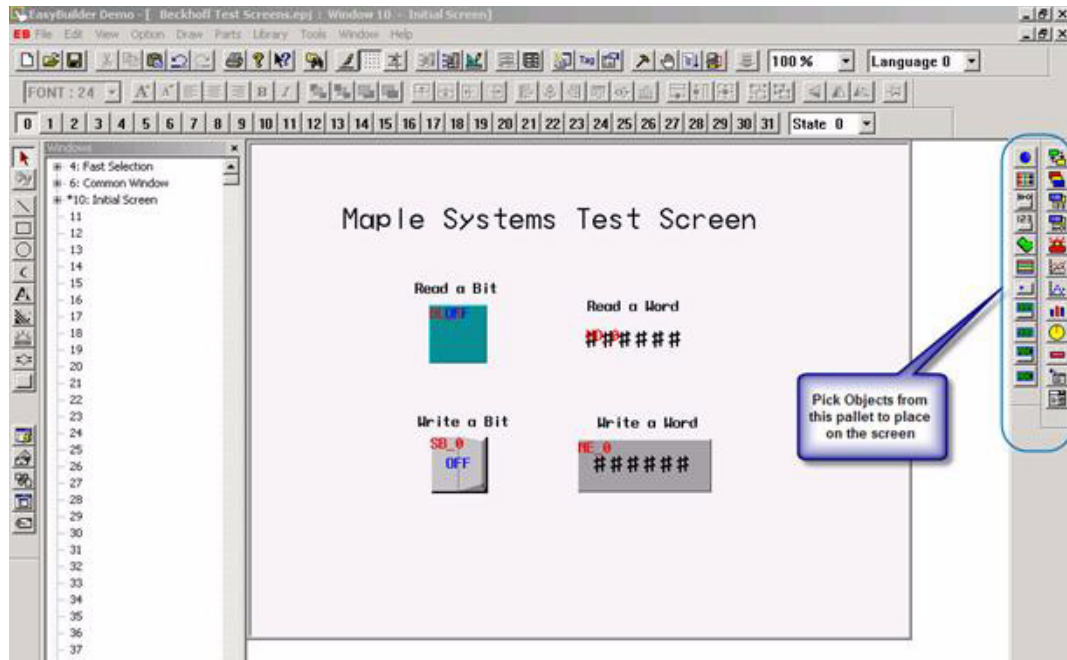 EasyBuilder Demo - [ Beckhoff Test Screens.epj : Window 10 - Initial Screen]
EB File Edit View Option Draw Parts Library Tools Window Help
100 % Language 0
FONT : 24 A A B I
0 1 2 3 4 5 6 7 8 9 10 11 12 13 14 15 16 17 18 19 20 21 22 23 24 25 26 27 28 29 30 31 State 0
Windows
4: Fast Selection
6: Common Window
*10: Initial Screen
11
12
13
14
15
16
17
18
19
20
21
22
23
24
25
26
27
28
29
30
31
32
33
34
35
36
37
Maple Systems Test Screen
Read a Bit
Read a Word
######
Write a Bit
SB_0
OFF
Write a Word
NE_0
######
Pick Objects from
this pallet to place
on the screen